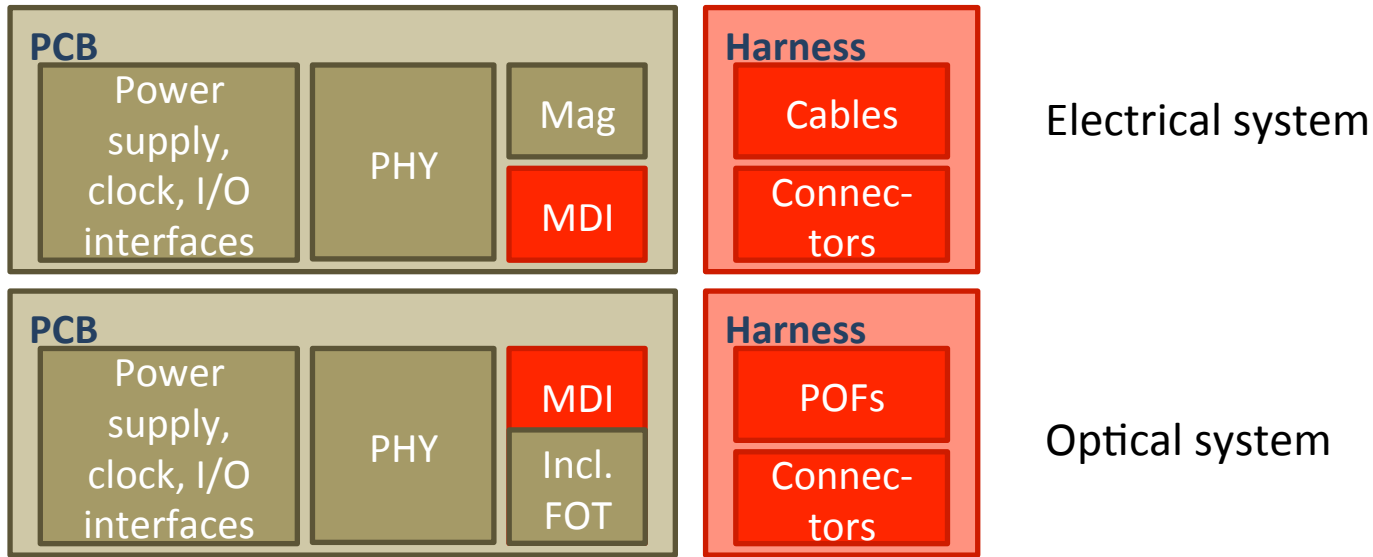 PCB
Power
supply,
clock, I/O
interfaces
PHY
Mag
MDI
Harness
Cables
Connec-
tors
Electrical system
PCB
Power
supply,
clock, I/O
interfaces
PHY
MDI
Incl.
FOT
Harness
POFs
Connec-
tors
Optical system